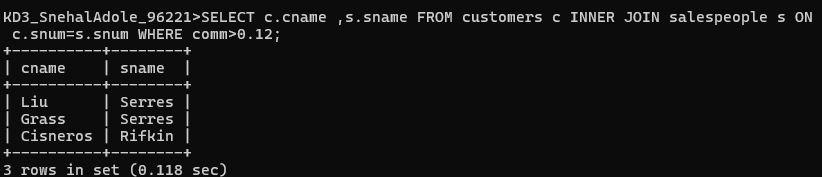 KD3_SnehalAdole_96221>SELECT c.cname ,s.sname FROM customers c INNER JOIN salespeople s ON
 c.snum=s.snum WHERE comm>0.12;
+----------+--------+
| cname    | sname  |
+----------+--------+
| Liu      | Serres |
| Grass    | Serres |
| Cisneros | Rifkin |
+----------+--------+
3 rows in set (0.118 sec)